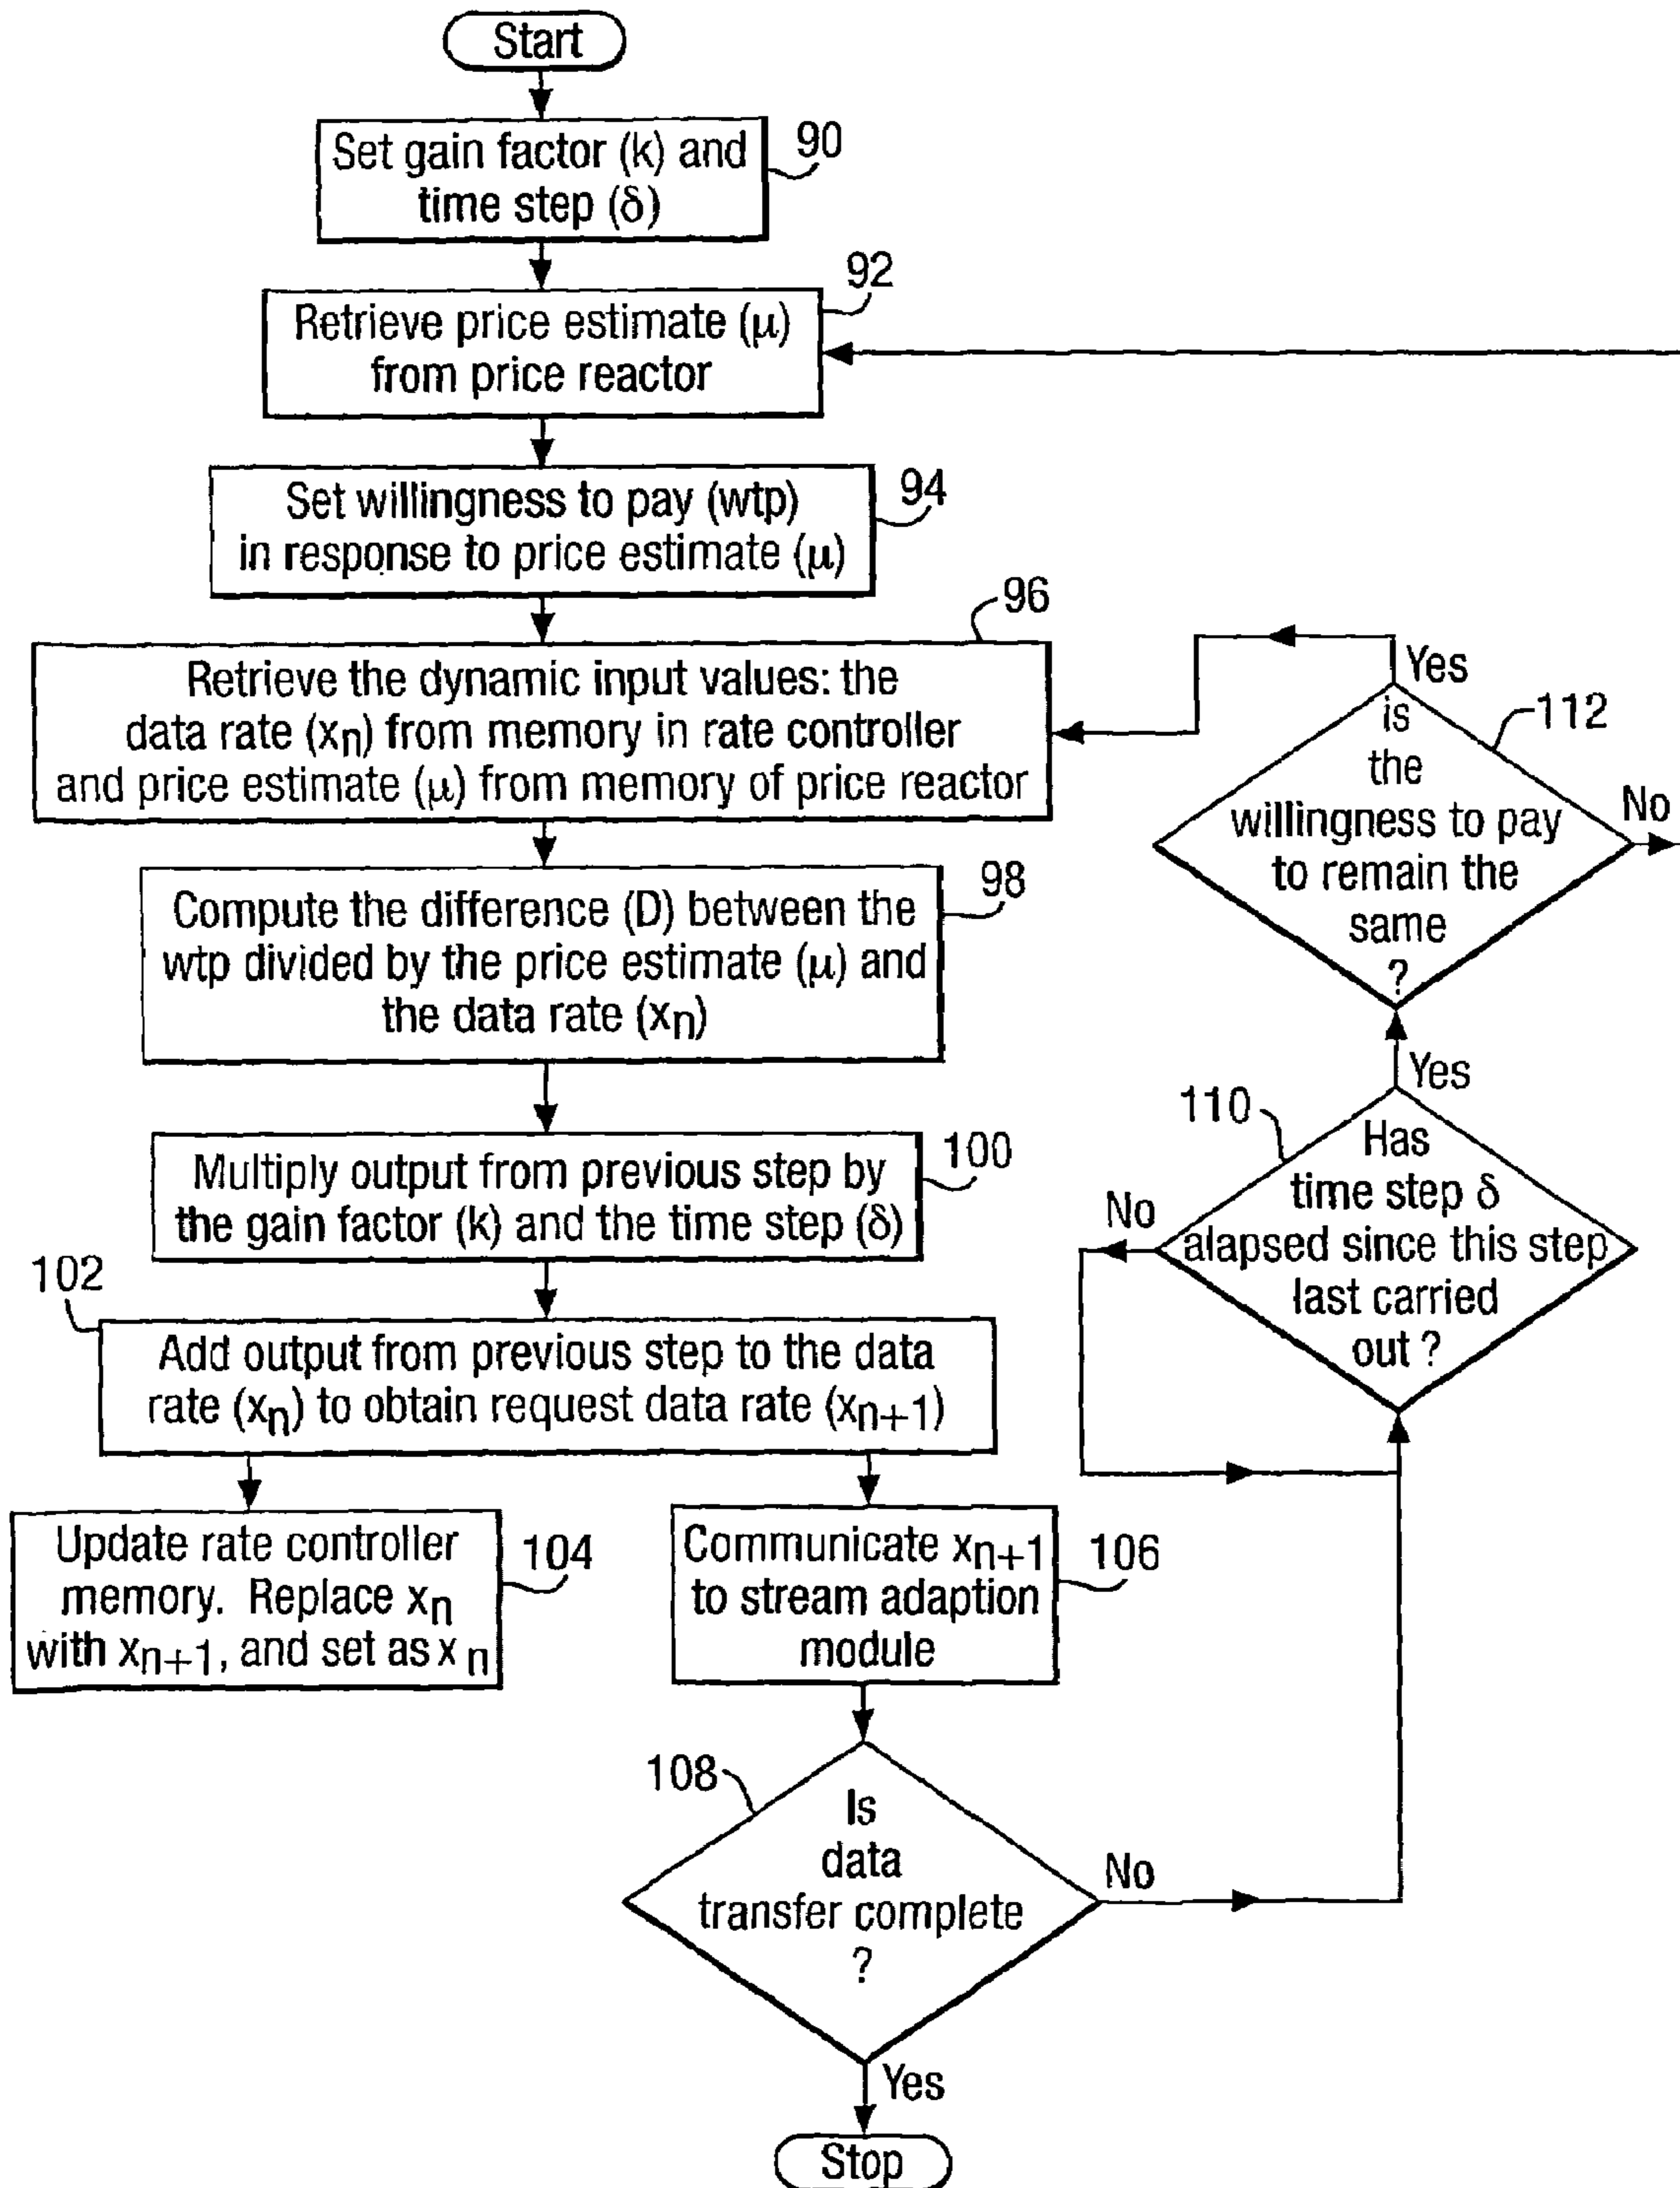 Start
Set gain factor (k) and
time step (δ)
90
Retrieve price estimate (μ)
from price reactor
92
Set willingness to pay (wtp)
in response to price estimate (μ)
94
Retrieve the dynamic input values: the
data rate (xn) from memory in rate controller
and price estimate (μ) from memory of price reactor
96
Compute the difference (D) between the
wtp divided by the price estimate (μ) and
the data rate (xn)
98
Multiply output from previous step by
the gain factor (k) and the time step (δ)
100
Add output from previous step to the data
rate (xn) to obtain request data rate (xn+1)
102
Update rate controller
memory. Replace xn
with xn+1, and set as xn
104
Communicate xn+1
to stream adaption
module
106
Is
data
transfer complete
?
108
No
Yes
Stop
Has
time step δ
alapsed since this step
last carried
out ?
110
No
Yes
is
the
willingness to pay
to remain the
same
?
112
Yes
No